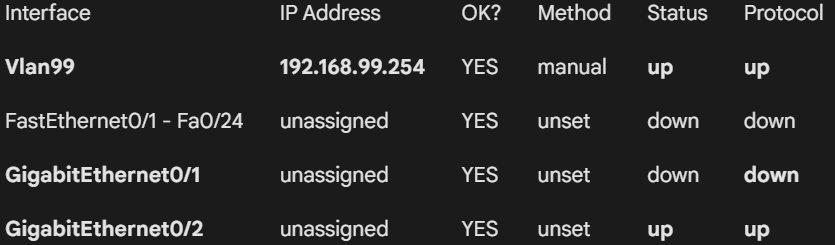 Interface IP Address OK? Method Status Protocol
Vlan99 192.168.99.254 YES manual up up
FastEthernet0/1 - Fa0/24 unassigned YES unset down down
GigabitEthernet0/1 unassigned YES unset down down
GigabitEthernet0/2 unassigned YES unset up up